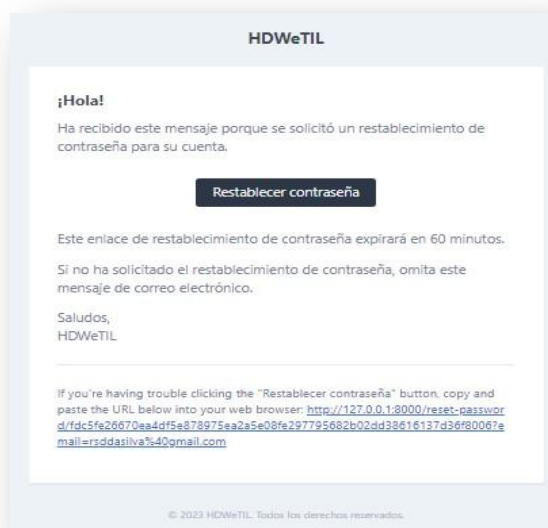 HDWeTIL
¡Hola!
Ha recibido este mensaje porque se solicitó un restablecimiento de
contraseña para su cuenta.
Restablecer contraseña
Este enlace de restablecimiento de contraseña expirará en 60 minutos.
Si no ha solicitado el restablecimiento de contraseña, omita este
mensaje de correo electrónico.
Saludos,
HDWeTIL
If you're having trouble clicking the "Restablecer contraseña" button, copy and
paste the URL below into your web browser: http://127.0.0.1:8000/reset-passwor
d/fdc5fe26670ea4df5e878975ea2a5e08fe297795682b02dd38616137d36f8006?e
mail=rsddasilva%40gmail.com
© 2023 HDWeTIL. Todos los derechos reservados.